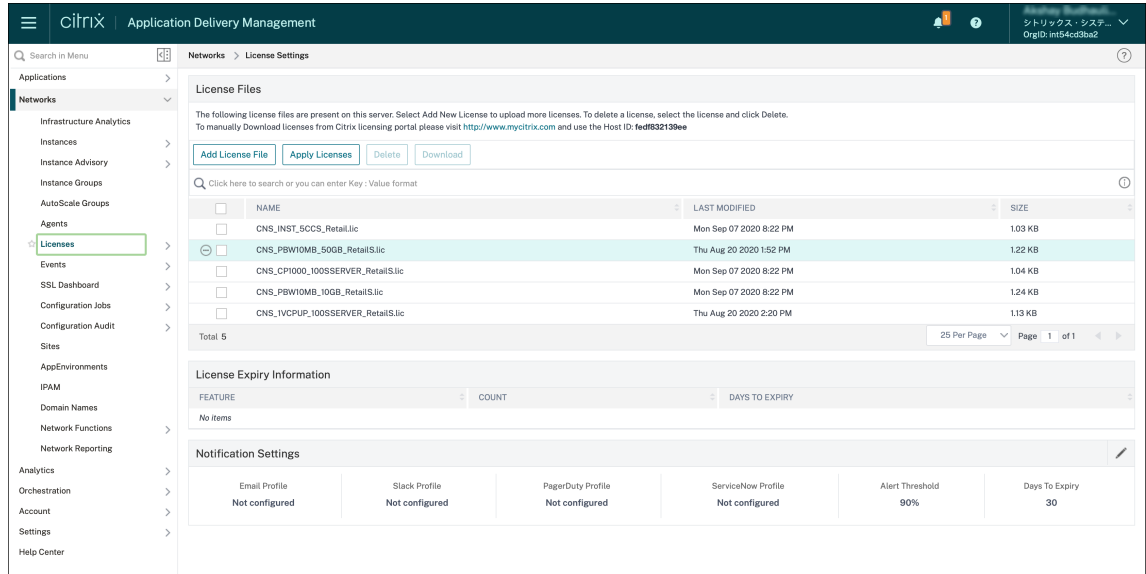 citrix | Application Delivery Management
!
?
シトリックス・システ...
OrgID: int54cd3ba2
Search in Menu
Networks > License Settings
?
Applications
Networks
Infrastructure Analytics
Instances
Instance Advisory
Instance Groups
AutoScale Groups
Agents
Licenses
Events
SSL Dashboard
Configuration Jobs
Configuration Audit
Sites
AppEnvironments
IPAM
Domain Names
Network Functions
Network Reporting
Analytics
Orchestration
Account
Settings
Help Center
License Files
The following license files are present on this server. Select Add New License to upload more licenses. To delete a license, select the license and click Delete.
To manually Download licenses from Citrix licensing portal please visit http://www.mycitrix.com and use the Host ID: fedf832139ee
Add License File Apply Licenses Delete Download
Click here to search or you can enter Key : Value format
NAME LAST MODIFIED SIZE
CNS_INST_5CCS_Retail.lic Mon Sep 07 2020 8:22 PM 1.03 KB
CNS_PBW10MB_50GB_RetailS.lic Thu Aug 20 2020 1:52 PM 1.22 KB
CNS_CP1000_100SSERVER_RetailS.lic Mon Sep 07 2020 8:22 PM 1.04 KB
CNS_PBW10MB_10GB_RetailS.lic Mon Sep 07 2020 8:22 PM 1.24 KB
CNS_1VCPUP_100SSERVER_RetailS.lic Thu Aug 20 2020 2:20 PM 1.13 KB
Total 5 25 Per Page Page 1 of 1
License Expiry Information
FEATURE COUNT DAYS TO EXPIRY
No items
Notification Settings
Email Profile Slack Profile PagerDuty Profile ServiceNow Profile Alert Threshold Days To Expiry
Not configured Not configured Not configured Not configured 90% 30